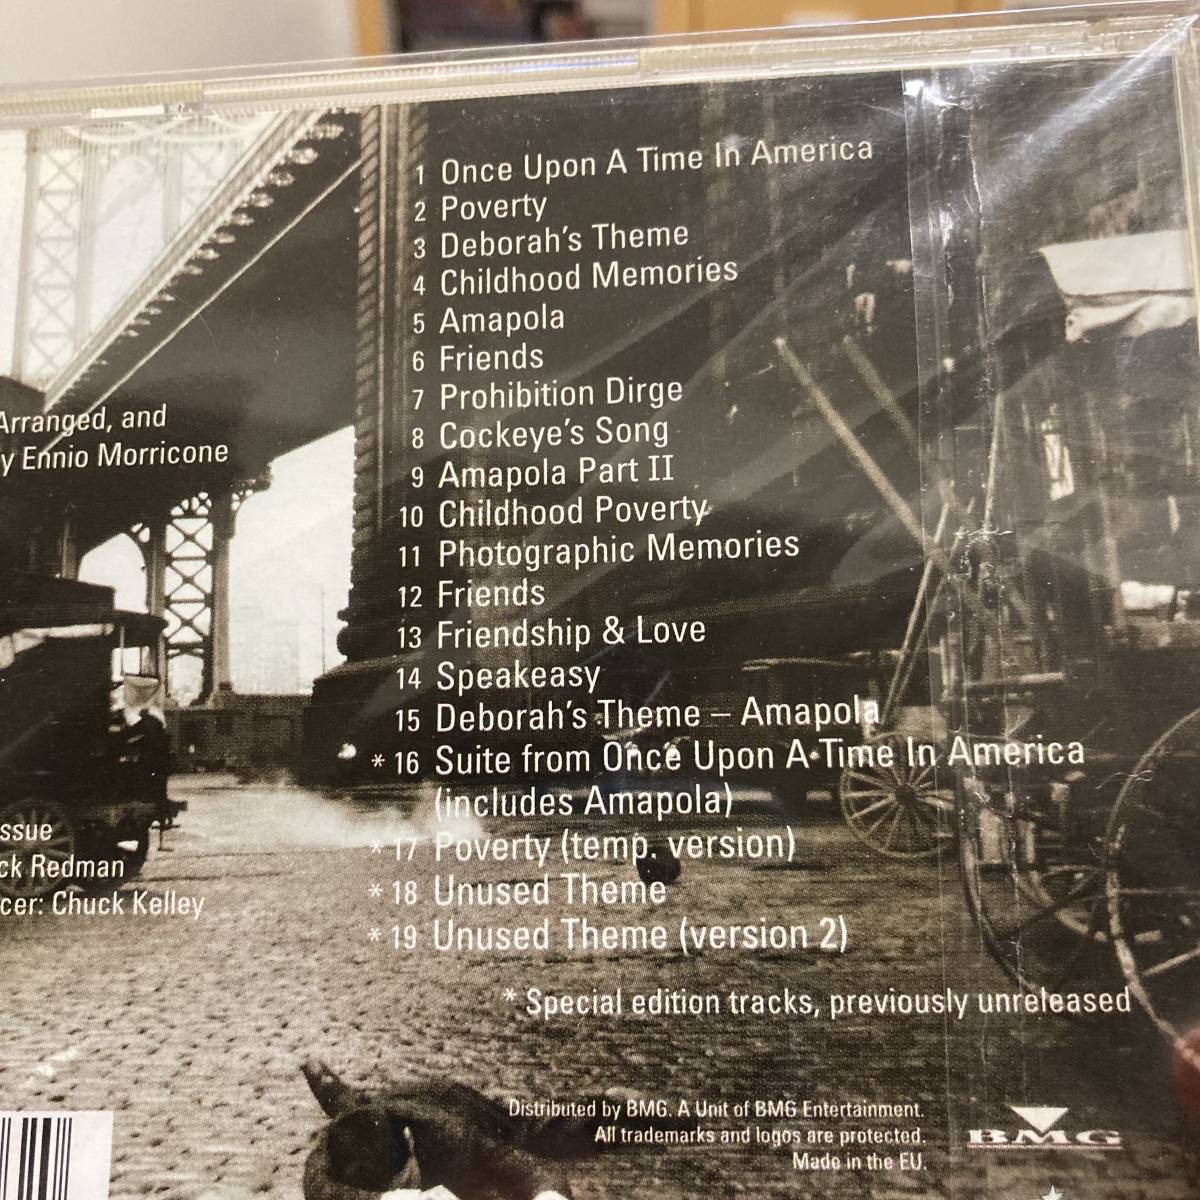 1 Once Upon A Time In America
2 Poverty
3 Deborah's Theme
4 Childhood Memories
5 Amapola
6 Friends
7 Prohibition Dirge
8 Cockeye's Song
9 Amapola Part II
10 Childhood Poverty
11 Photographic Memories
12 Friends
13 Friendship & Love
14 Speakeasy
15 Deborah's Theme – Amapola
* 16 Suite from Once Upon A Time In America
(includes Amapola)
* 17 Poverty (temp. version)
* 18 Unused Theme
* 19 Unused Theme (version 2)
* Special edition tracks, previously unreleased
Arranged, and
y Ennio Morricone
ssue
ck Redman
cer: Chuck Kelley
Distributed by BMG. A Unit of BMG Entertainment.
All trademarks and logos are protected.
Made in the EU.
BMG